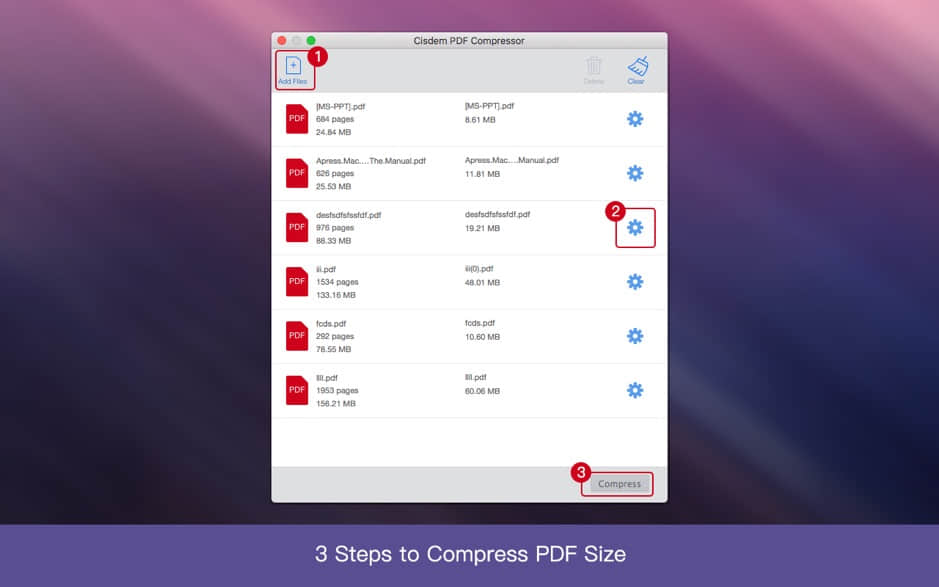 Cisdem PDF Compressor
1
Add Files
Delete
Clear
PDF
[MS-PPT].pdf
684 pages
24.84 MB
[MS-PPT].pdf
8.61 MB
PDF
Apress.Mac....The.Manual.pdf
626 pages
25.53 MB
Apress.Mac....Manual.pdf
11.81 MB
PDF
desfsdfsfssfdf.pdf
976 pages
88.33 MB
desfsdfsfssfdf.pdf
19.21 MB
2
PDF
iii.pdf
1534 pages
133.16 MB
iii(0).pdf
48.01 MB
PDF
fcds.pdf
292 pages
78.55 MB
fcds.pdf
10.60 MB
PDF
llll.pdf
1953 pages
156.21 MB
llll.pdf
60.06 MB
3
Compress
3 Steps to Compress PDF Size